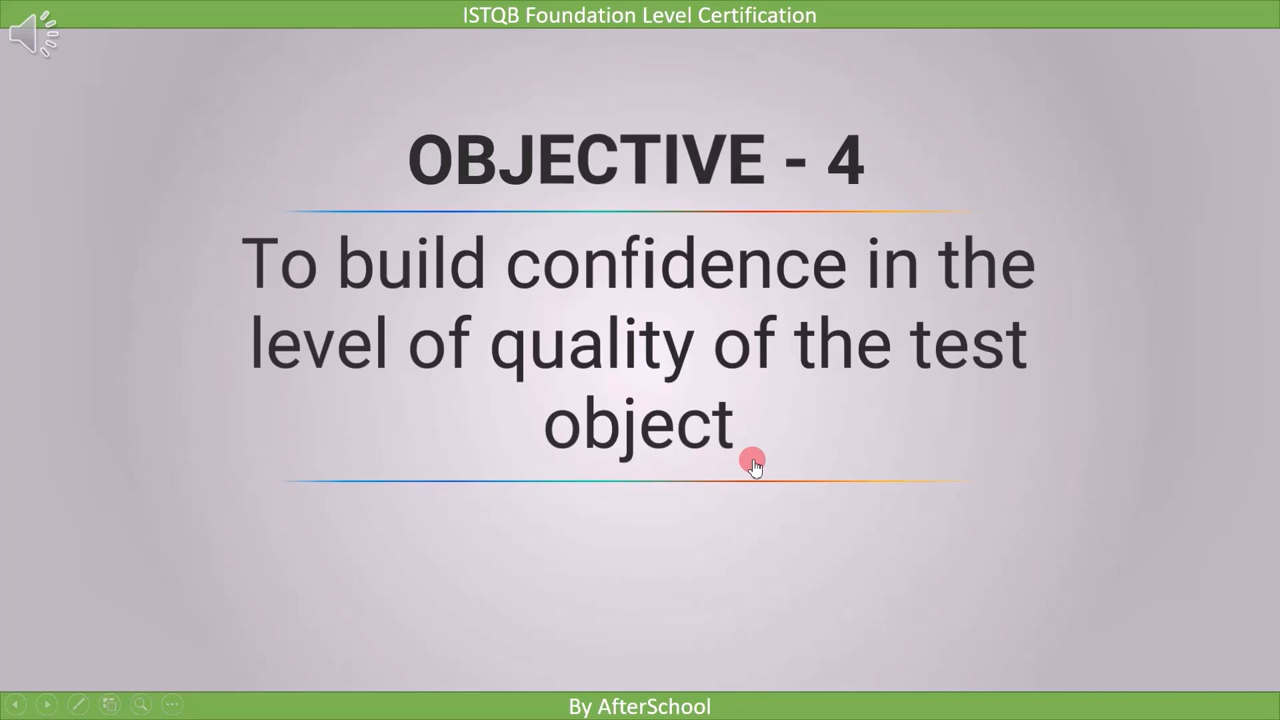 ISTQB Foundation Level Certification
OBJECTIVE - 4
To build confidence in the
level of quality of the test
object
By AfterSchool